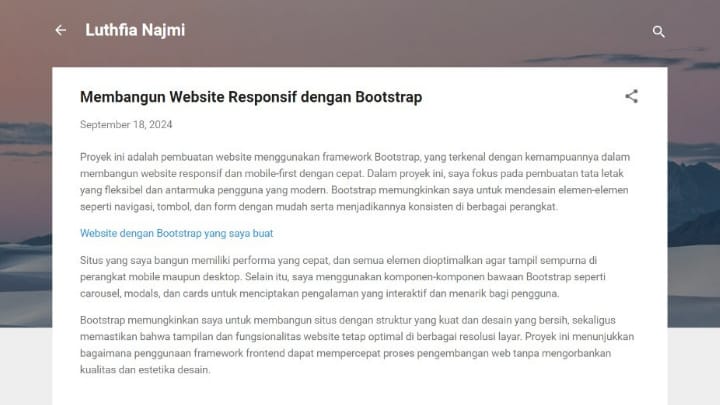 Luthfia Najmi
Membangun Website Responsif dengan Bootstrap
September 18, 2024
Proyek ini adalah pembuatan website menggunakan framework Bootstrap, yang terkenal dengan kemampuannya dalam
membangun website responsif dan mobile-first dengan cepat. Dalam proyek ini, saya fokus pada pembuatan tata letak
yang fleksibel dan antarmuka pengguna yang modern. Bootstrap memungkinkan saya untuk mendesain elemen-elemen
seperti navigasi, tombol, dan form dengan mudah serta menjadikannya konsisten di berbagai perangkat.
Website dengan Bootstrap yang saya buat
Situs yang saya bangun memiliki performa yang cepat, dan semua elemen dioptimalkan agar tampil sempurna di
perangkat mobile maupun desktop. Selain itu, saya menggunakan komponen-komponen bawaan Bootstrap seperti
carousel, modals, dan cards untuk menciptakan pengalaman yang interaktif dan menarik bagi pengguna.
Bootstrap memungkinkan saya untuk membangun situs dengan struktur yang kuat dan desain yang bersih, sekaligus
memastikan bahwa tampilan dan fungsionalitas website tetap optimal di berbagai resolusi layar. Proyek ini menunjukkan
bagaimana penggunaan framework frontend dapat mempercepat proses pengembangan web tanpa mengorbankan
kualitas dan estetika desain.